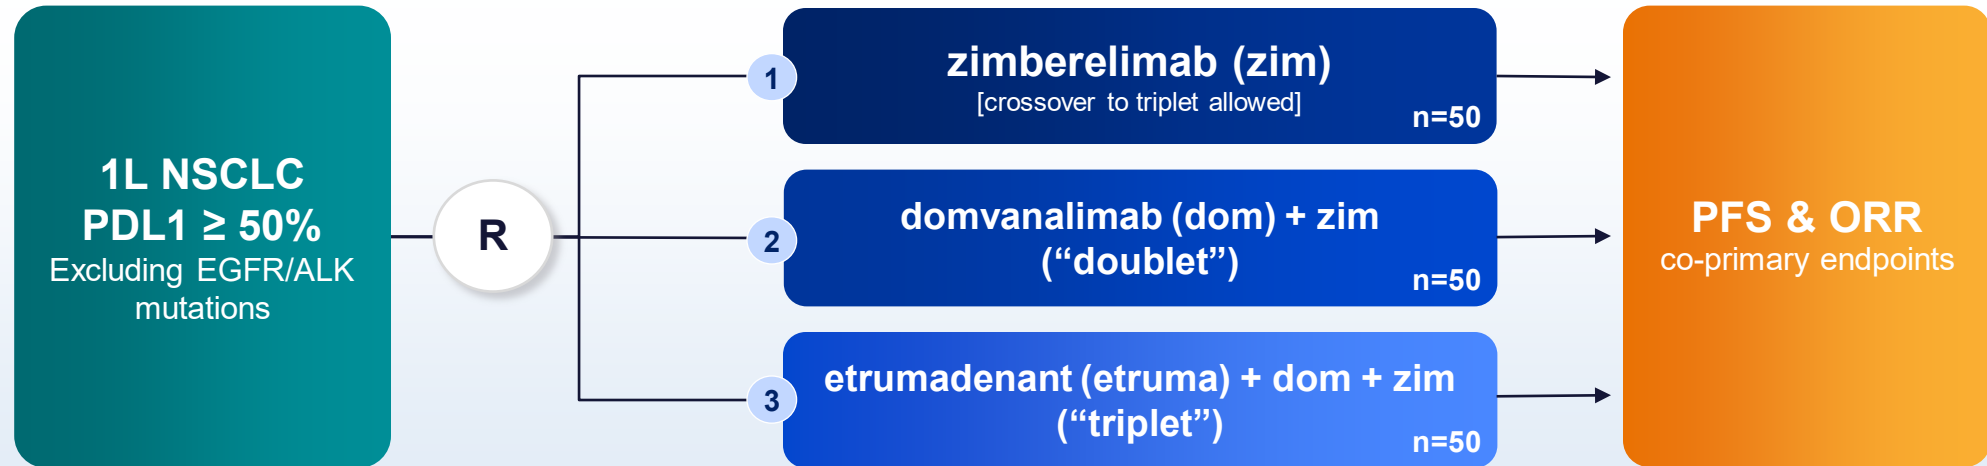 1L NSCLC
PDL1 ≥ 50%
Excluding EGFR/ALK
mutations
R
1
zimberelimab (zim)
[crossover to triplet allowed]
n=50
2
domvanalimab (dom) + zim
(“doublet”)
n=50
3
etrumadenant (etruma) + dom + zim
(“triplet”)
n=50
PFS & ORR
co-primary endpoints